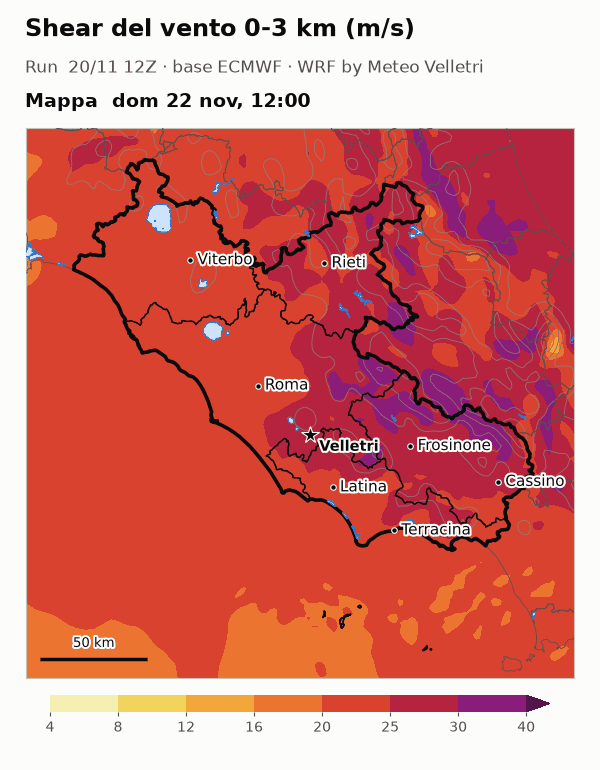 Shear del vento 0-3 km (m/s)
Run  20/11 12Z · base ECMWF · WRF by Meteo Velletri
Mappa  dom 22 nov, 12:00
Viterbo
Rieti
Roma
Velletri
Frosinone
Cassino
Latina
Terracina
50 km
4 8 12 16 20 25 30 40